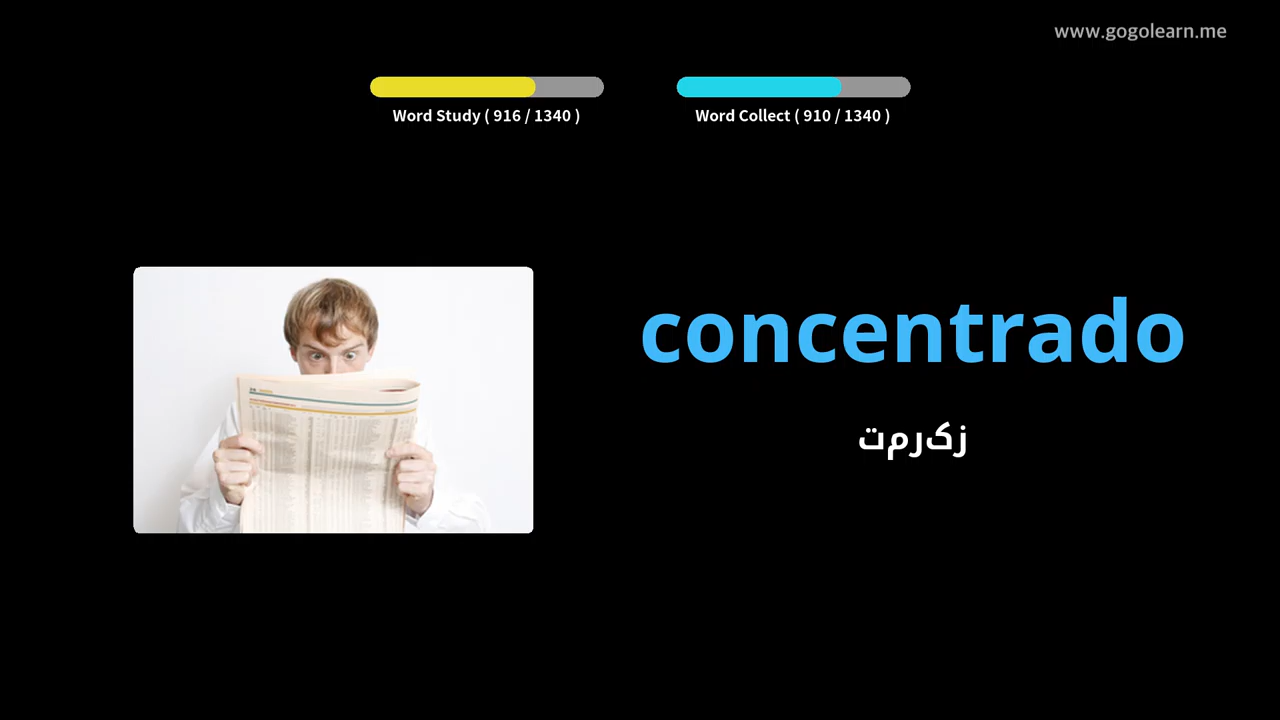 www.gogolearn.me
Word Study ( 916 / 1340 )
Word Collect ( 910 / 1340 )
concentrado
زکرمت